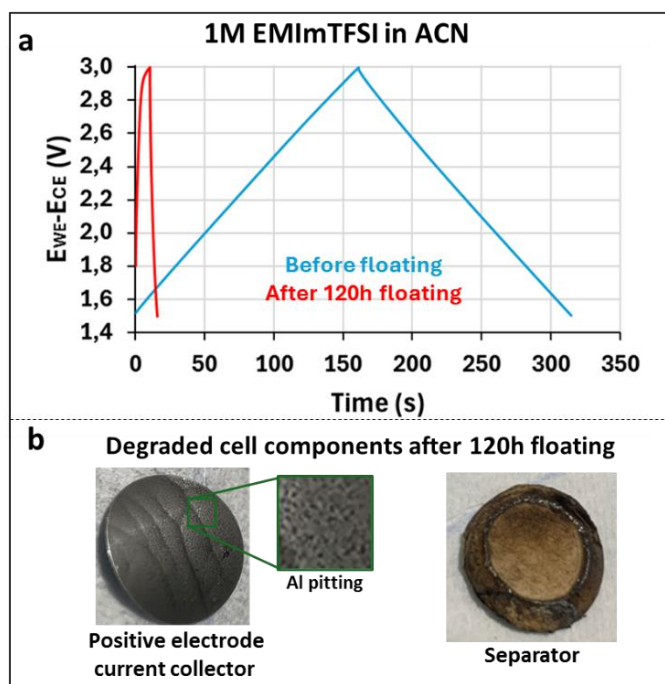 a
1M EMImTFSI in ACN
3,0
2,8
2,6
2,4
2,2
2,0
1,8
1,6
1,4
EWE-ECE (V)
Before floating
After 120h floating
0 50 100 150 200 250 300 350
Time (s)
b
Degraded cell components after 120h floating
Al pitting
Positive electrode
current collector
Separator